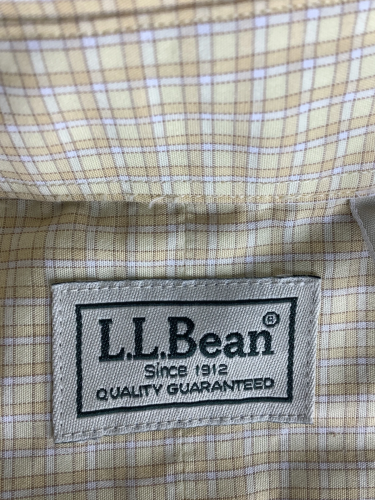 L.L.Bean®
Since 1912
QUALITY GUARANTEED